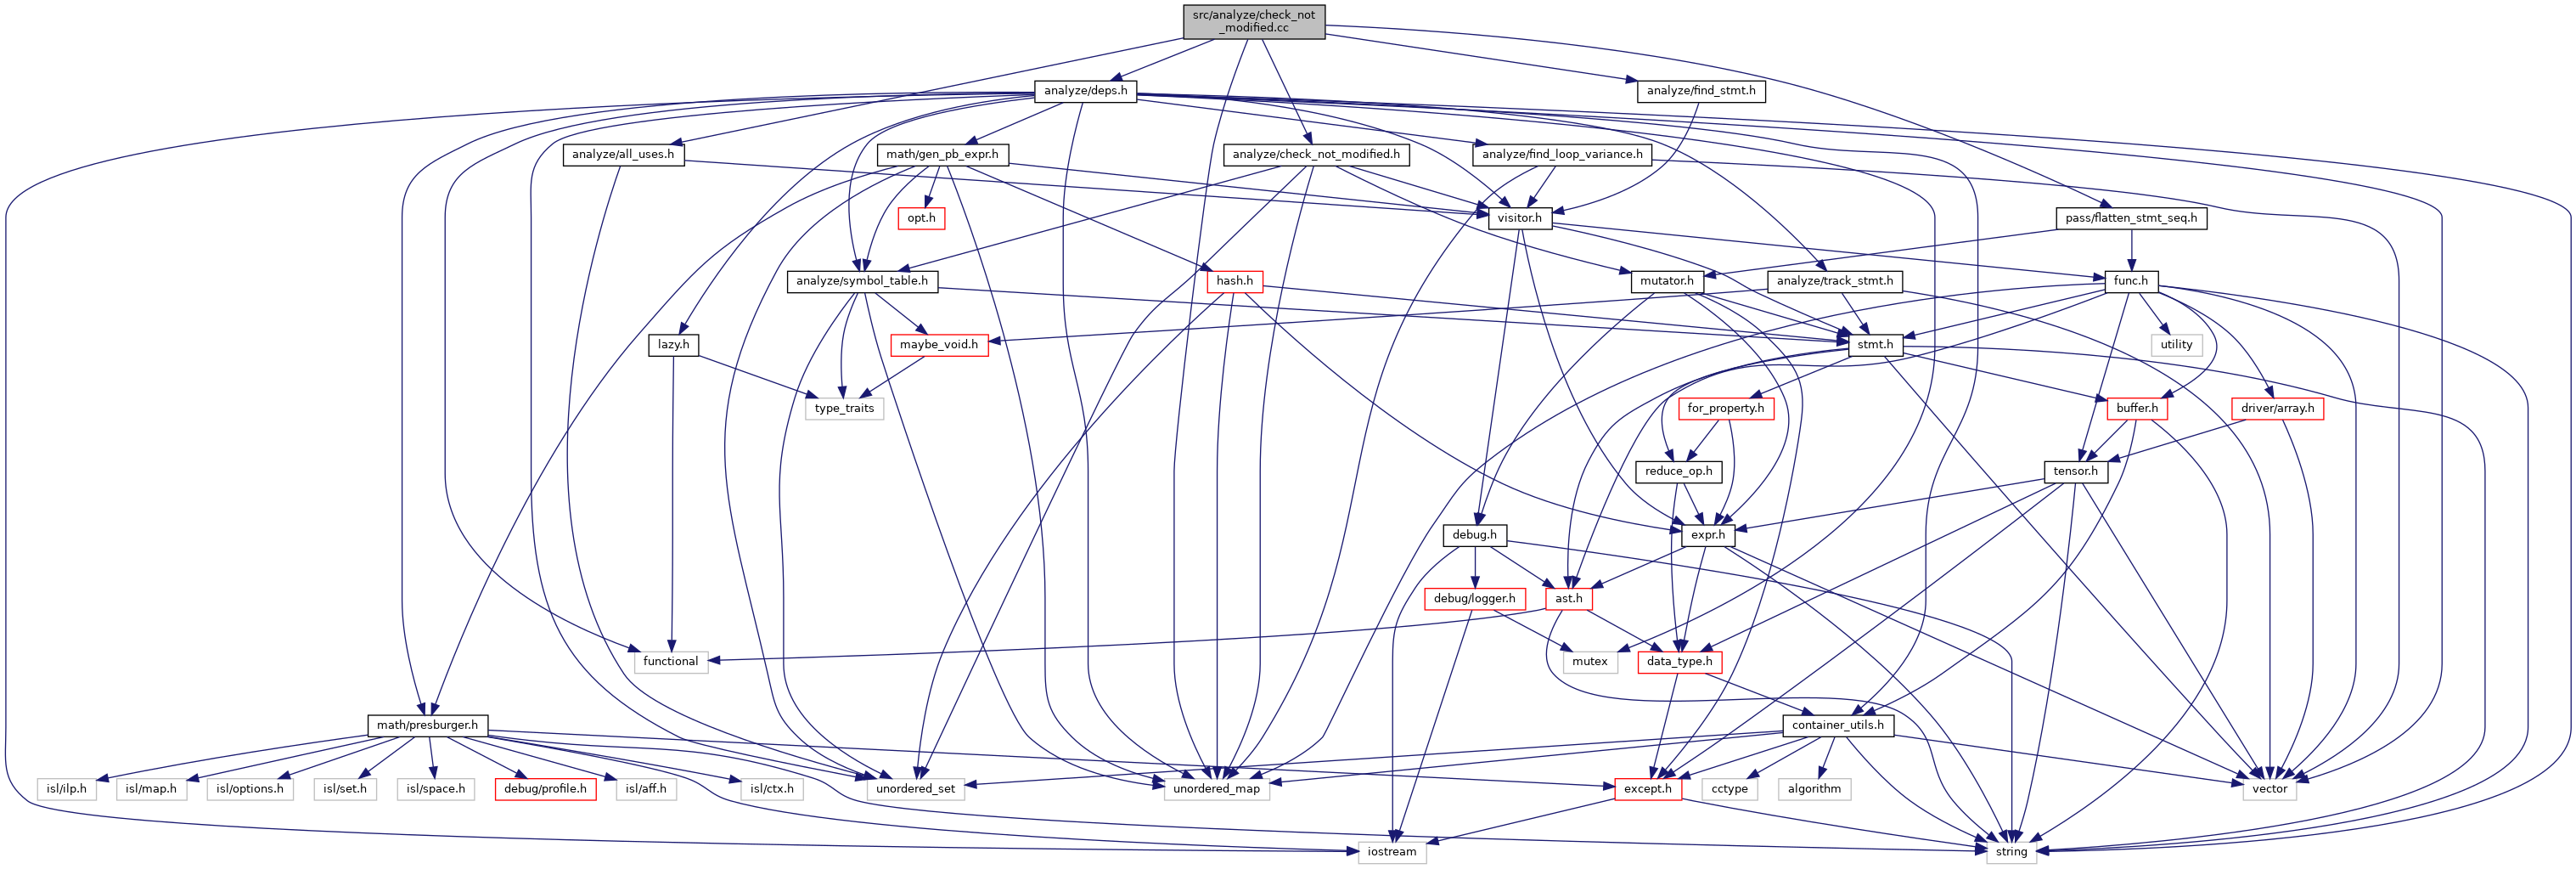 src/analyze/check_not
_modified.cc
analyze/deps.h
analyze/find_stmt.h
analyze/all_uses.h
math/gen_pb_expr.h
analyze/check_not_modified.h
analyze/find_loop_variance.h
opt.h
visitor.h
pass/flatten_stmt_seq.h
analyze/symbol_table.h
hash.h
mutator.h
analyze/track_stmt.h
func.h
lazy.h
maybe_void.h
stmt.h
utility
type_traits
for_property.h
buffer.h
driver/array.h
reduce_op.h
tensor.h
debug.h
expr.h
debug/logger.h
ast.h
functional
mutex
data_type.h
math/presburger.h
container_utils.h
isl/ilp.h
isl/map.h
isl/options.h
isl/set.h
isl/space.h
debug/profile.h
isl/aff.h
isl/ctx.h
unordered_set
unordered_map
except.h
cctype
algorithm
vector
iostream
string